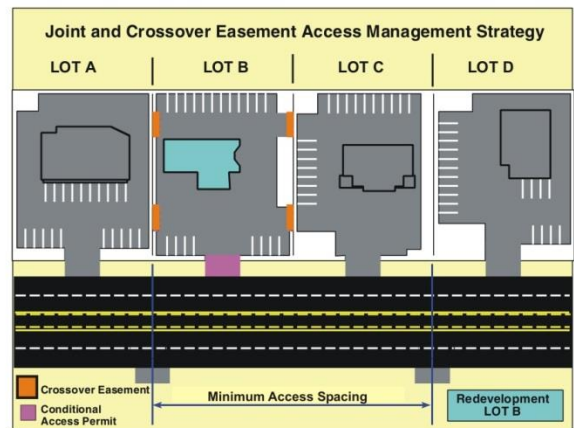 Joint and Crossover Easement Access Management Strategy
LOT A LOT B LOT C LOT D
Crossover Easement
Conditional
Access Permit
Minimum Access Spacing
Redevelopment
LOT B